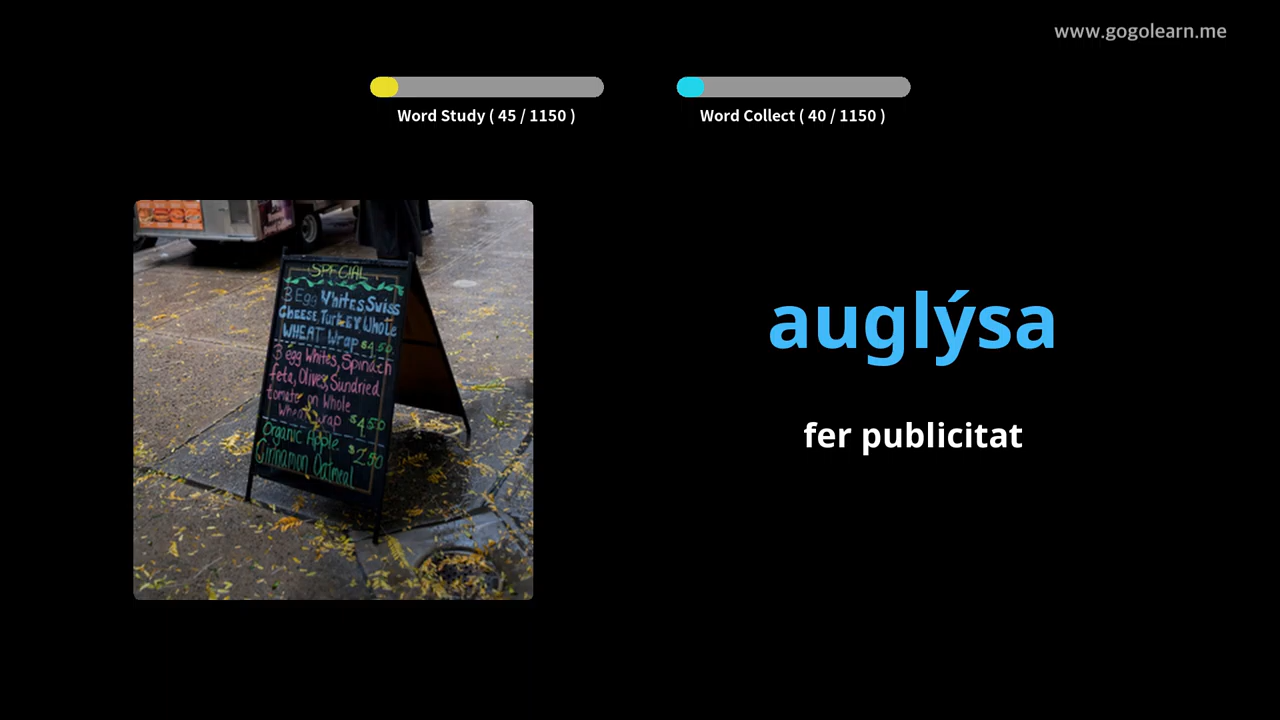 www.gogolearn.me
Word Study ( 45 / 1150 )
Word Collect ( 40 / 1150 )
SPECIAL
3 Egg Whites, Swiss
Cheese, Turkey Whole
WHEAT Wrap $4.50
3 egg Whites, Spinach
feta, Olives, Sundried
tomato on Whole
Wheat Wrap $4.50
Organic Apple
Cinnamon Oatmeal $2.50
auglýsa
fer publicitat